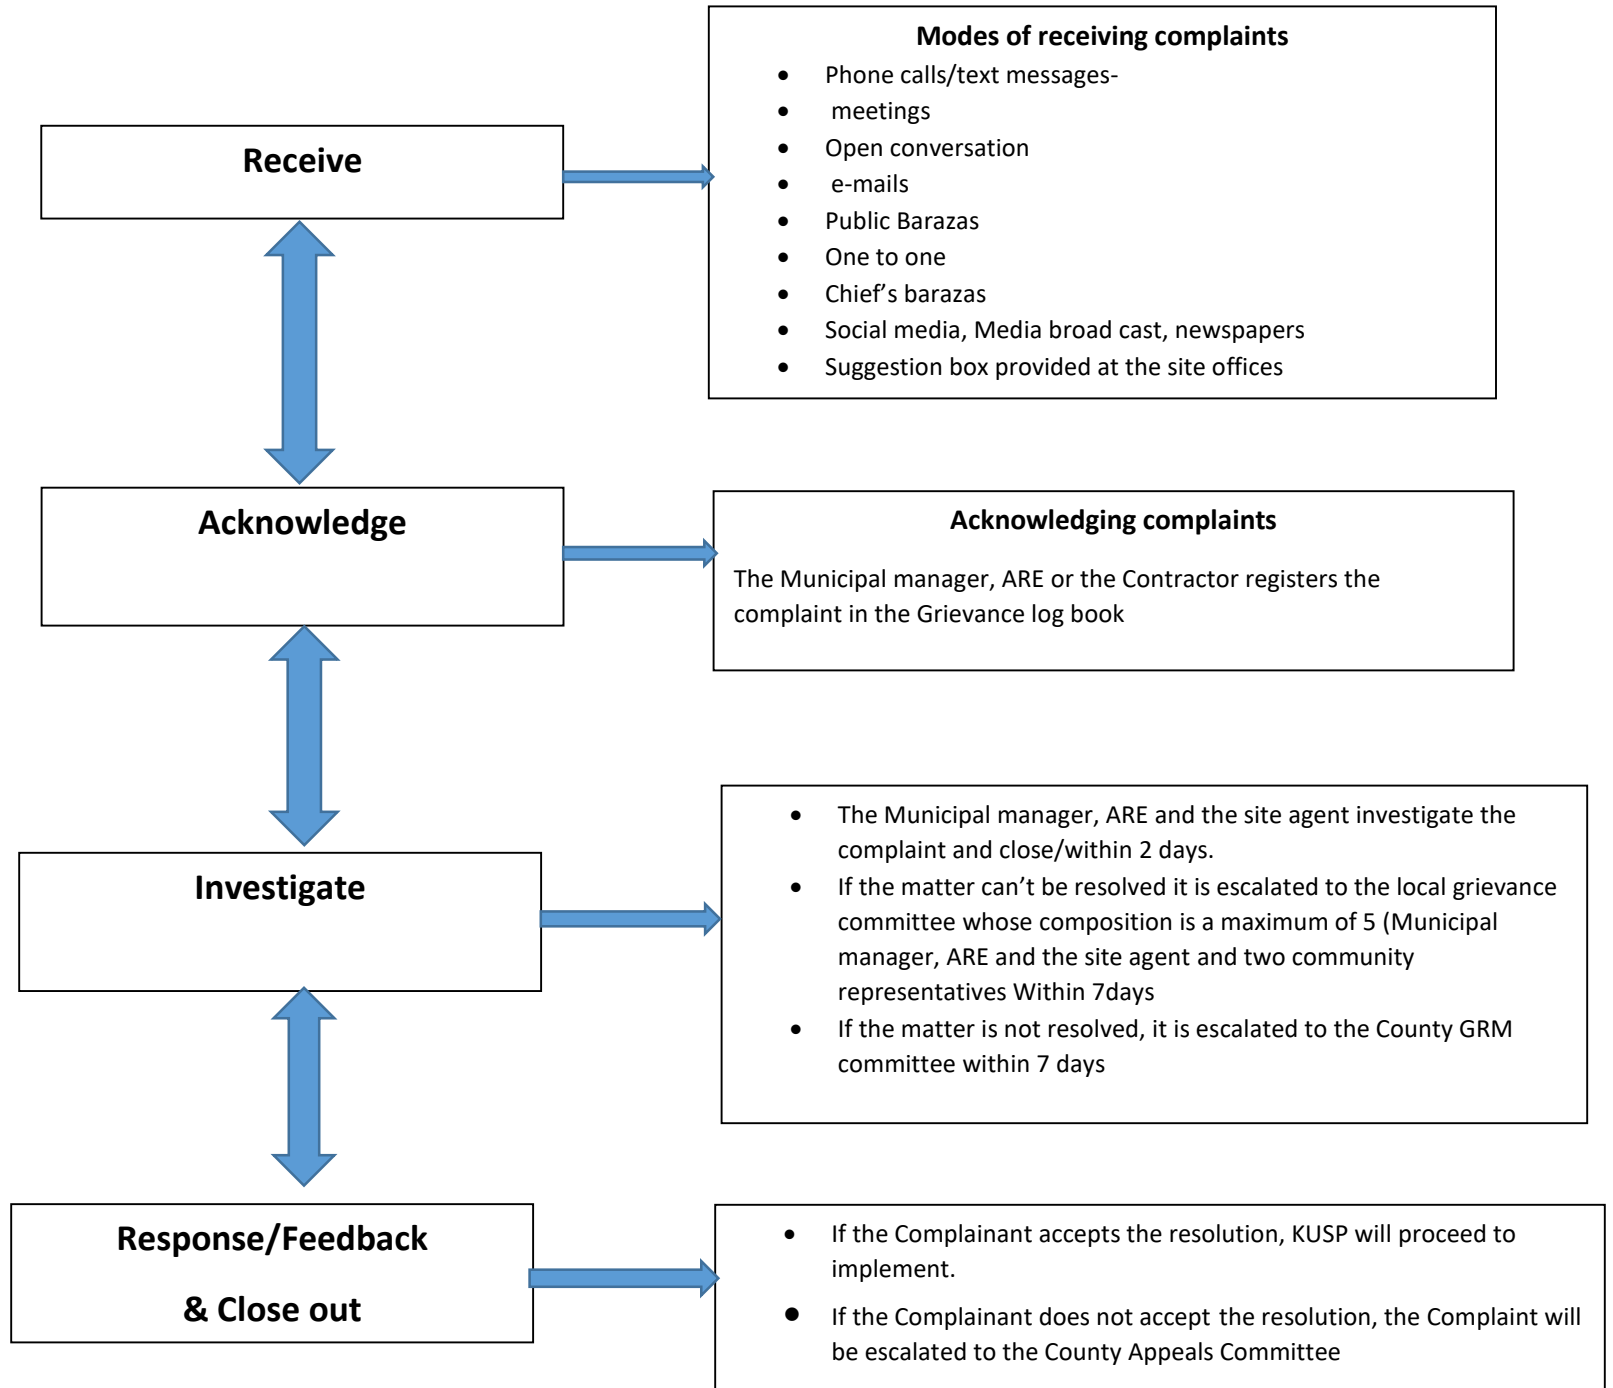 Receive
Modes of receiving complaints
• Phone calls/text messages-
• meetings
• Open conversation
• e-mails
• Public Barazas
• One to one
• Chief’s barazas
• Social media, Media broad cast, newspapers
• Suggestion box provided at the site offices
Acknowledge
Acknowledging complaints
The Municipal manager, ARE or the Contractor registers the
complaint in the Grievance log book
Investigate
• The Municipal manager, ARE and the site agent investigate the
complaint and close/within 2 days.
• If the matter can’t be resolved it is escalated to the local grievance
committee whose composition is a maximum of 5 (Municipal
manager, ARE and the site agent and two community
representatives Within 7days
• If the matter is not resolved, it is escalated to the County GRM
committee within 7 days
Response/Feedback
& Close out
• If the Complainant accepts the resolution, KUSP will proceed to
implement.
• If the Complainant does not accept the resolution, the Complaint will
be escalated to the County Appeals Committee